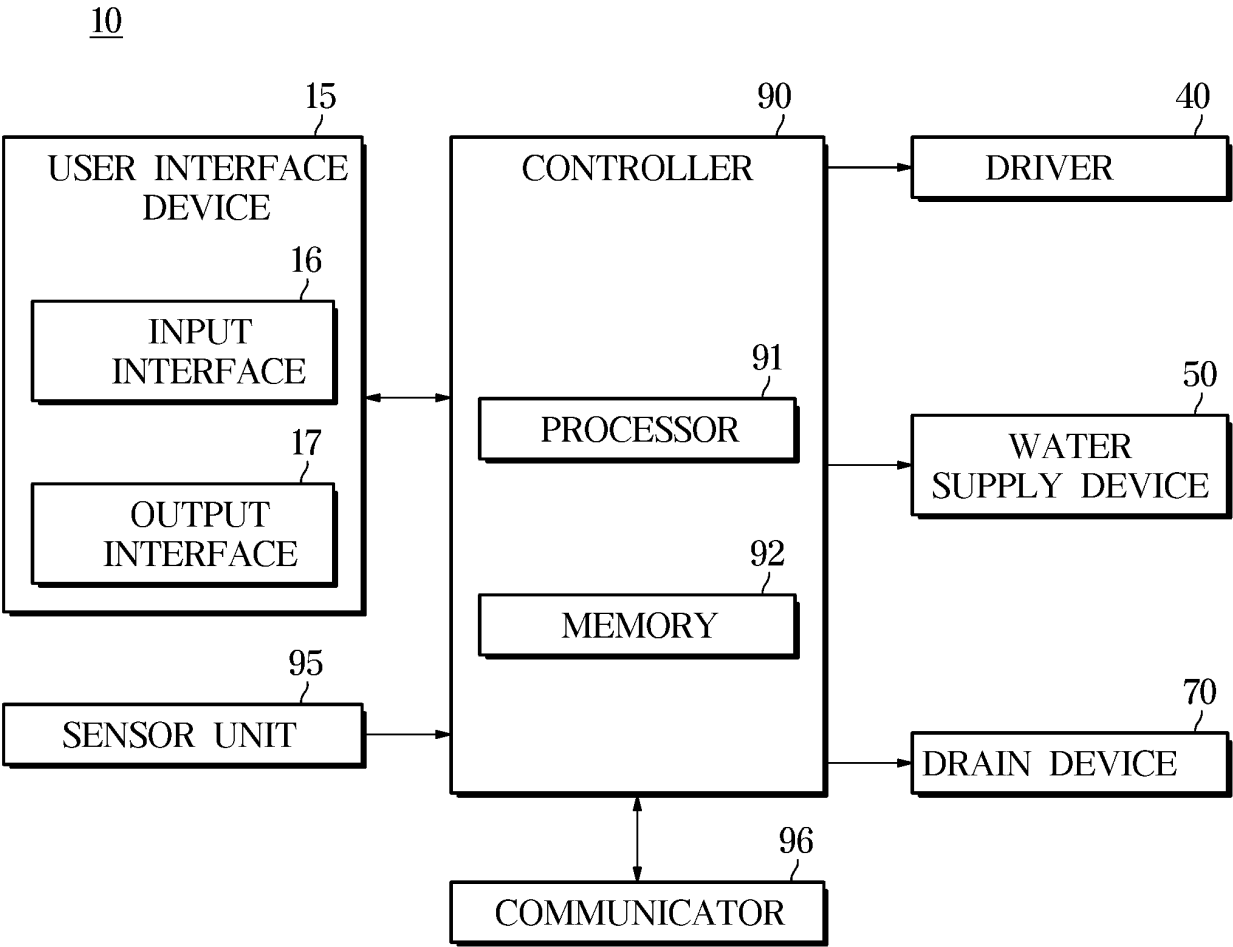 10
15
USER INTERFACE
DEVICE
16
INPUT
INTERFACE
17
OUTPUT
INTERFACE
95
SENSOR UNIT
90
CONTROLLER
91
PROCESSOR
92
MEMORY
96
COMMUNICATOR
40
DRIVER
50
WATER
SUPPLY DEVICE
70
DRAIN DEVICE